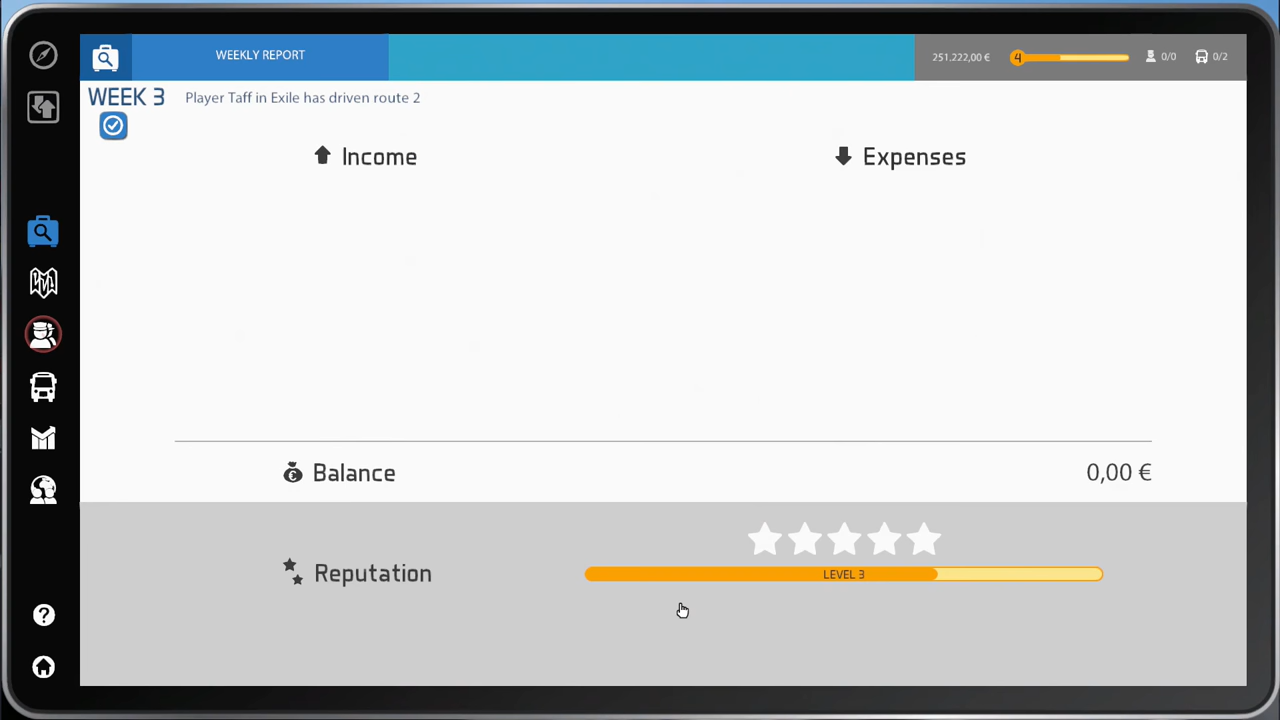 WEEKLY REPORT
251.222,00 €
4
0/0
0/2
WEEK 3
Player Taff in Exile has driven route 2
Income
Expenses
Balance
0,00 €
Reputation
LEVEL 3